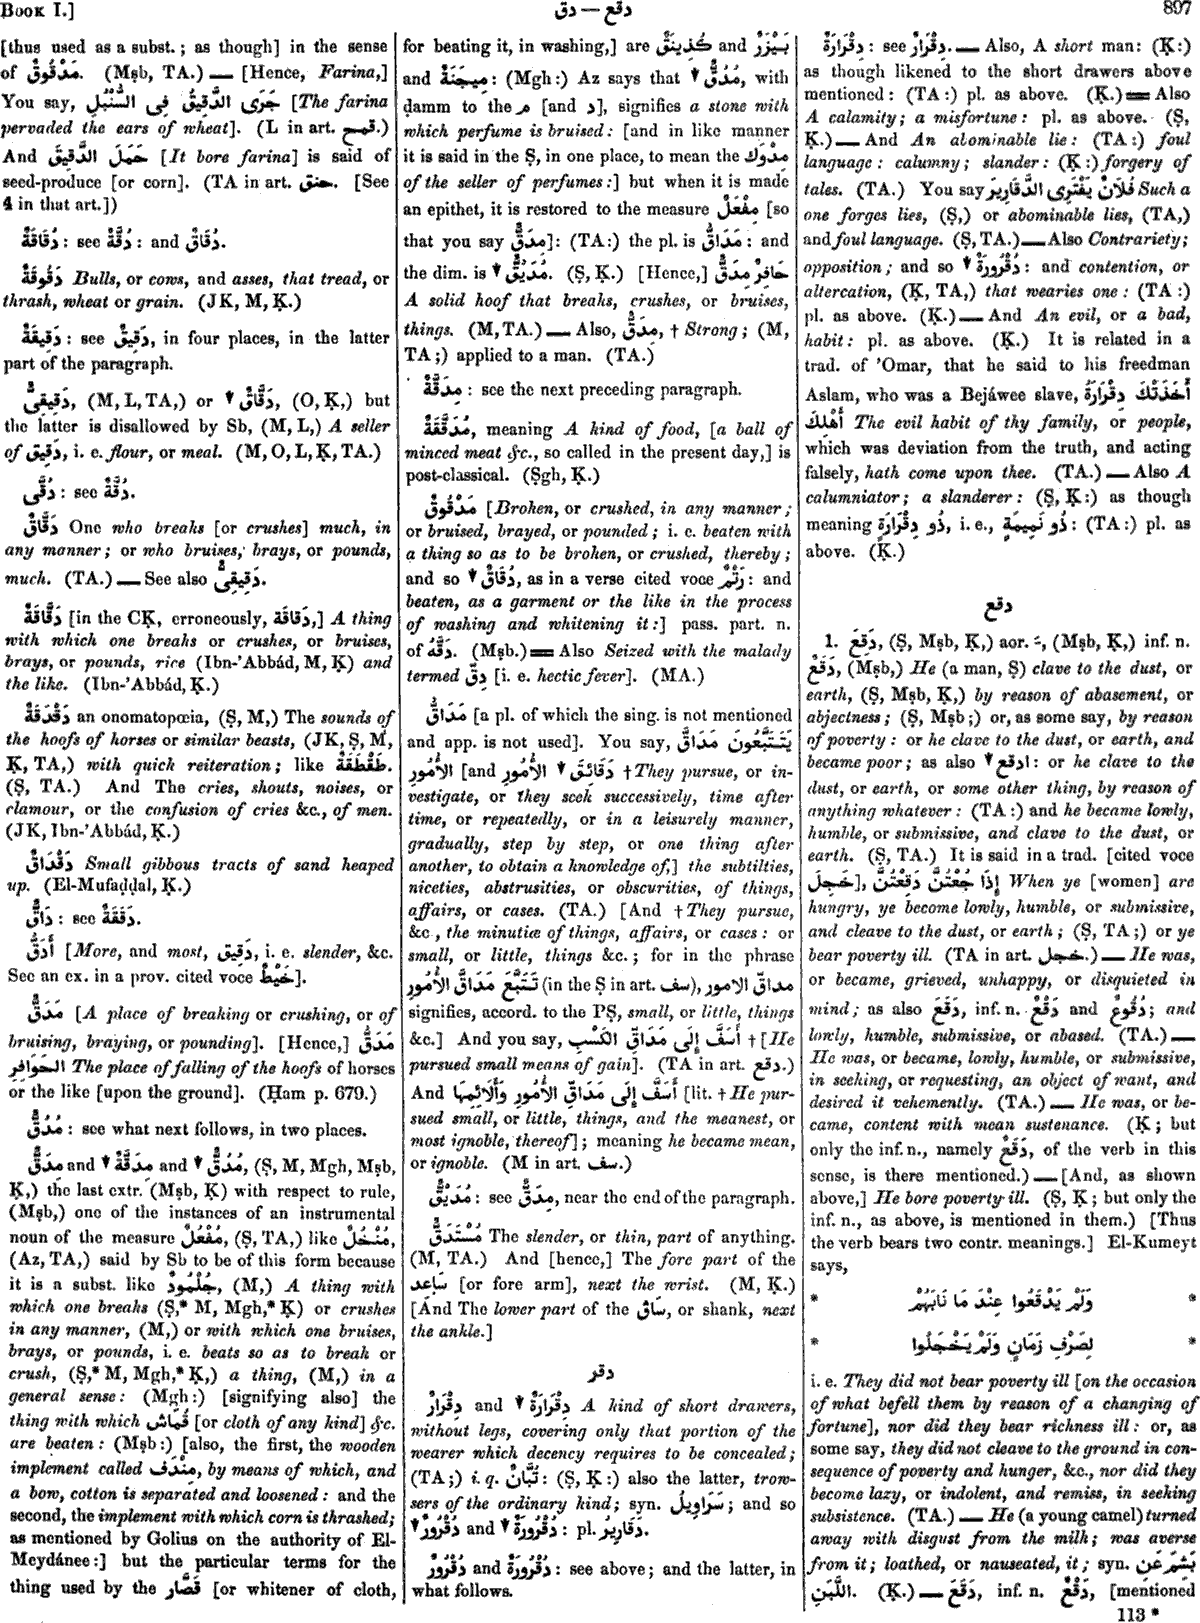 BOOK I.]
دقع — دق
897
[thus used as a subst.; as though] in the sense
of مَدْقُوقٌ. (Mṣb, TA.) — [Hence, Farina,]
You say, جَرَى الدَّقِيقُ فِى السُّنْبُلِ [The farina
pervaded the ears of wheat]. (L in art. قمح.)
And حَمَلَ الدَّقِيقَ [It bore farina] is said of
seed-produce [or corn]. (TA in art. حنق. [See
4 in that art.])
دُقَاقَةٌ: see دُقَّةٌ: and دُقَاقٌ.
دَقُوقَةٌ Bulls, or cows, and asses, that tread, or
thrash, wheat or grain. (JK, M, Ḳ.)
دَقِيقَةٌ: see دَقِيقٌ, in four places, in the latter
part of the paragraph.
دَقِيقِىٌّ, (M, L, TA,) or ▼ دَقَّاقٌ, (O, Ḳ,) but
the latter is disallowed by Sb, (M, L,) A seller
of دَقِيق, i. e. flour, or meal. (M, O, L, Ḳ, TA.)
دُقَّى: see دُقَّةٌ.
دَقَّاقٌ One who breaks [or crushes] much, in
any manner; or who bruises, brays, or pounds,
much. (TA.) — See also دَقِيقِىٌّ.
دَقَّاقَةٌ [in the CḲ, erroneously, دَقاقَة,] A thing
with which one breaks or crushes, or bruises,
brays, or pounds, rice (Ibn-'Abbád, M, Ḳ) and
the like. (Ibn-'Abbád, Ḳ.)
دَقْدَقَةٌ an onomatopœia, (Ṣ, M,) The sounds of
the hoofs of horses or similar beasts, (JK, Ṣ, M,
Ḳ, TA,) with quick reiteration; like طَقْطَقَةٌ.
(Ṣ, TA.) And The cries, shouts, noises, or
clamour, or the confusion of cries &c., of men.
(JK, Ibn-'Abbád, Ḳ.)
دَقْدَاقٌ Small gibbous tracts of sand heaped
up. (El-Mufaḍḍal, Ḳ.)
دَاقٌّ: see دَقَقَةٌ.
أَدَقُّ [More, and most, دَقِيق, i. e. slender, &c.
See an ex. in a prov. cited voce خَيْطٌ].
مَدَقٌّ [A place of breaking or crushing, or of
bruising, braying, or pounding]. [Hence,] مَدَقُّ
الحَوَافِرِ The place of falling of the hoofs of horses
or the like [upon the ground]. (Ḥam p. 679.)
مُدُقٌّ: see what next follows, in two places.
مِدَقٌّ and ▼ مِدَقَّةٌ and ▼ مُدُقٌّ, (Ṣ, M, Mgh, Mṣb,
Ḳ,) the last extr. (Mṣb, Ḳ) with respect to rule,
(Mṣb,) one of the instances of an instrumental
noun of the measure مُفْعُلٌ, (Ṣ, TA,) like مُنْخُلٌ,
(Az, TA,) said by Sb to be of this form because
it is a subst. like جُلْمُودٌ, (M,) A thing with
which one breaks (Ṣ,* M, Mgh,* Ḳ) or crushes
in any manner, (M,) or with which one bruises,
brays, or pounds, i. e. beats so as to break or
crush, (Ṣ,* M, Mgh,* Ḳ,) a thing, (M,) in a
general sense: (Mgh:) [signifying also] the
thing with which قُمَاش [or cloth of any kind] &c.
are beaten: (Mṣb:) [also, the first, the wooden
implement called مِنْدَف, by means of which, and
a bow, cotton is separated and loosened: and the
second, the implement with which corn is thrashed;
as mentioned by Golius on the authority of El-
Meydánee:] but the particular terms for the
thing used by the قَصَّار [or whitener of cloth,
for beating it, in washing,] are كُذِينَقٌ and بَيْزَرٌ
and مِيجَنَةٌ: (Mgh:) Az says that ▼ مُدُقٌّ, with
ḍamm to the م [and د], signifies a stone with
which perfume is bruised: [and in like manner
it is said in the Ṣ, in one place, to mean the مِدْوَك
of the seller of perfumes:] but when it is made
an epithet, it is restored to the measure مِفْعَلٌ [so
that you say مِدَقٌّ]: (TA:) the pl. is مَدَاقُّ: and
the dim. is ▼ مُدَيْقٌّ. (Ṣ, Ḳ.) [Hence,] حَافِرٌ مِدَقٌّ
A solid hoof that breaks, crushes, or bruises,
things. (M, TA.) — Also, مِدَقٌّ, † Strong; (M,
TA;) applied to a man. (TA.)
مِدَقَّةٌ: see the next preceding paragraph.
مُدَقَّقَةٌ, meaning A kind of food, [a ball of
minced meat &c., so called in the present day,] is
post-classical. (Ṣgh, Ḳ.)
مَدْقُوقٌ [Broken, or crushed, in any manner;
or bruised, brayed, or pounded; i. e. beaten with
a thing so as to be broken, or crushed, thereby;
and so ▼ دُقَاقٌ, as in a verse cited voce رَتْمٌ: and
beaten, as a garment or the like in the process
of washing and whitening it:] pass. part. n.
of دَقَّهُ. (Mṣb.) = Also Seized with the malady
termed دِقّ [i. e. hectic fever]. (MA.)
مَدَاقُّ [a pl. of which the sing. is not mentioned
and app. is not used]. You say, يَتَتَبَّعُونَ مَدَاقَّ
الأُمُورِ [and دَقَائِقَ ▼ الأُمُورِ †They pursue, or in-
vestigate, or they seek successively, time after
time, or repeatedly, or in a leisurely manner,
gradually, step by step, or one thing after
another, to obtain a knowledge of,] the subtilties,
niceties, abstrusities, or obscurities, of things,
affairs, or cases. (TA.) [And †They pursue,
&c., the minutiæ of things, affairs, or cases: or
small, or little, things &c.; for in the phrase
تَتَبَّعَ مَدَاقَّ الأُمُورِ (in the Ṣ in art. سف), مداقّ الامور
signifies, accord. to the PṢ, small, or little, things
&c.] And you say, أَسَفَّ إِلَى مَدَاقِّ الكَسْبِ † [He
pursued small means of gain]. (TA in art. دقع.)
And أَسَفَّ إِلَى مَدَاقِّ الأُمُورِ وَأَلَائِمِهَا [lit. † He pur-
sued small, or little, things, and the meanest, or
most ignoble, thereof]; meaning he became mean,
or ignoble. (M in art. سف.)
مُدَيْقٌّ: see مِدَقٌّ, near the end of the paragraph.
مُسْتَدَقٌّ The slender, or thin, part of anything.
(M, TA.) And [hence,] The fore part of the
سَاعِد [or fore arm], next the wrist. (M, Ḳ.)
[And The lower part of the سَاق, or shank, next
the ankle.]
دقر
دِقْرَارٌ and ▼ دِقْرَارَةٌ A kind of short drawers,
without legs, covering only that portion of the
wearer which decency requires to be concealed;
(TA;) i. q. تُبَّانٌ: (Ṣ, Ḳ:) also the latter, trow-
sers of the ordinary kind; syn. سَرَاوِيلُ; and so
▼ دُقْرُورٌ and ▼ دُقْرُورَةٌ: pl. دَقَارِيرُ.
دُقْرُورٌ and دُقْرُورَةٌ: see above; and the latter, in
what follows.
دِقْرَارَةٌ: see دِقْرَارٌ. — Also, A short man: (Ḳ:)
as though likened to the short drawers above
mentioned: (TA:) pl. as above. (Ḳ.) = Also
A calamity; a misfortune: pl. as above. (Ṣ,
Ḳ.) — And An abominable lie: (TA:) foul
language: calumny; slander: (Ḳ:) forgery of
tales. (TA.) You say فُلَانٌ يَفْتَرِى الدَّقَارِيرَ Such a
one forges lies, (Ṣ,) or abominable lies, (TA,)
and foul language. (Ṣ, TA.) — Also Contrariety;
opposition; and so ▼ دُقْرُورَةٌ: and contention, or
altercation, (Ḳ, TA,) that wearies one: (TA:)
pl. as above. (Ḳ.) — And An evil, or a bad,
habit: pl. as above. (Ḳ.) It is related in a
trad. of 'Omar, that he said to his freedman
Aslam, who was a Bejáwee slave, أَخَذَتْكَ دِقْرَارَةُ
أَهْلِكَ The evil habit of thy family, or people,
which was deviation from the truth, and acting
falsely, hath come upon thee. (TA.) — Also A
calumniator; a slanderer: (Ṣ, Ḳ:) as though
meaning ذُو دِقْرَارَةٍ, i. e., ذُو نَمِيمَةٍ: (TA:) pl. as
above. (Ḳ.)
دقع
1. دَقِعَ, (Ṣ, Mṣb, Ḳ,) aor. ـَ, (Mṣb, Ḳ,) inf. n.
دَقَعٌ, (Mṣb,) He (a man, Ṣ) clave to the dust, or
earth, (Ṣ, Mṣb, Ḳ,) by reason of abasement, or
abjectness; (Ṣ, Mṣb;) or, as some say, by reason
of poverty: or he clave to the dust, or earth, and
became poor; as also ▼ ادقع: or he clave to the
dust, or earth, or some other thing, by reason of
anything whatever: (TA:) and he became lowly,
humble, or submissive, and clave to the dust, or
earth. (Ṣ, TA.) It is said in a trad. [cited voce
خَجِلَ], إِذَا جُعْتُنَّ دَقِعْتُنَّ When ye [women] are
hungry, ye become lowly, humble, or submissive,
and cleave to the dust, or earth; (Ṣ, TA;) or ye
bear poverty ill. (TA in art. خجل.) — He was,
or became, grieved, unhappy, or disquieted in
mind; as also دَقَعَ, inf. n. دَقْعٌ and دُقُوعٌ; and
lowly, humble, submissive, or abased. (TA.) —
He was, or became, lowly, humble, or submissive,
in seeking, or requesting, an object of want, and
desired it vehemently. (TA.) — He was, or be-
came, content with mean sustenance. (Ḳ; but
only the inf. n., namely دَقَعٌ, of the verb in this
sense, is there mentioned.) — [And, as shown
above,] He bore poverty ill. (Ṣ, Ḳ; but only the
inf. n., as above, is mentioned in them.) [Thus
the verb bears two contr. meanings.] El-Kumeyt
says,
* وَلَمْ يَدْقَعُوا عِنْدَ مَا نَابَهُمْ *
* لِصَرْفِ زَمَانٍ وَلَمْ يَخْجَلُوا *
i. e. They did not bear poverty ill [on the occasion
of what befell them by reason of a changing of
fortune], nor did they bear richness ill: or, as
some say, they did not cleave to the ground in con-
sequence of poverty and hunger, &c., nor did they
become lazy, or indolent, and remiss, in seeking
subsistence. (TA.) — He (a young camel) turned
away with disgust from the milk; was averse
from it; loathed, or nauseated, it; syn. بَشِمَ عَنِ
اللَّبَنِ. (Ḳ.) — دَقَعَ, inf. n. دَقْعٌ, [mentioned
113 *